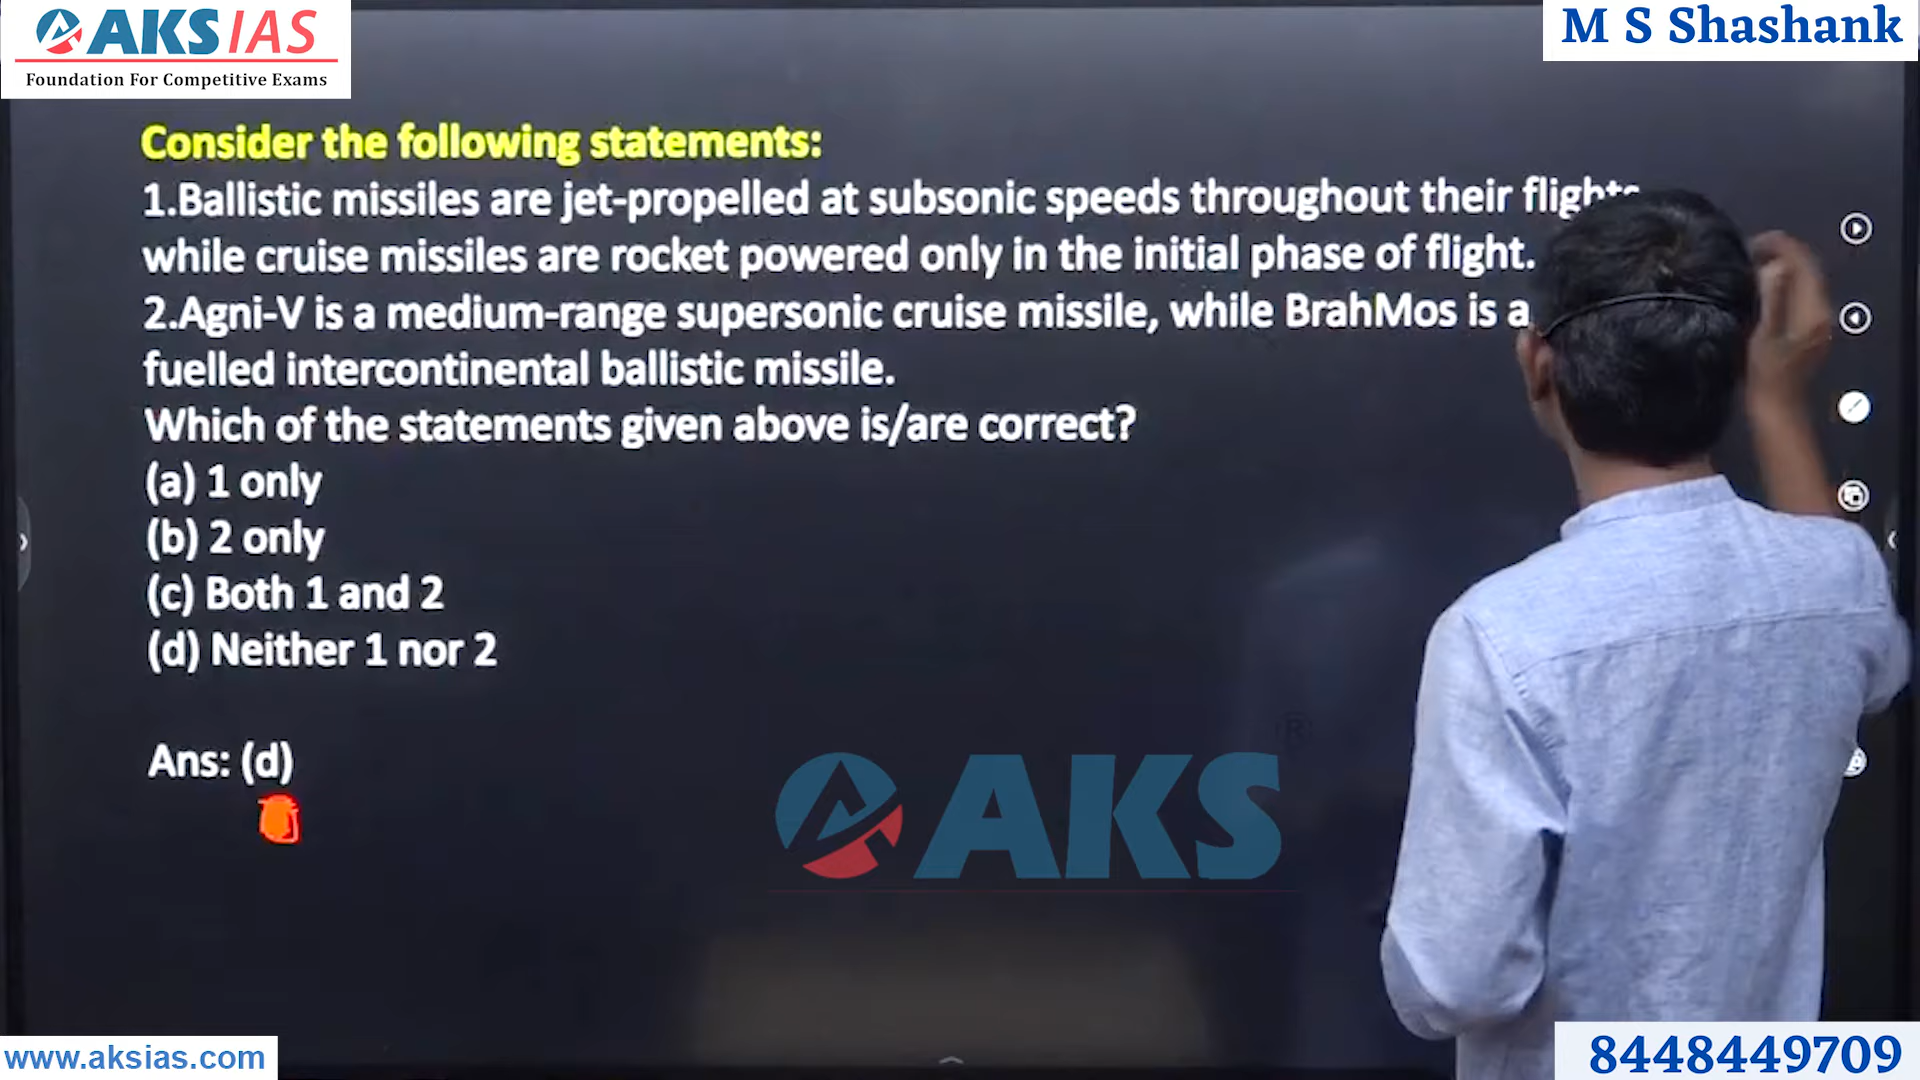 AKS IAS
Foundation For Competitive Exams
M S Shashank
Consider the following statements:
1.Ballistic missiles are jet-propelled at subsonic speeds throughout their flights
while cruise missiles are rocket powered only in the initial phase of flight.
2.Agni-V is a medium-range supersonic cruise missile, while BrahMos is a
fuelled intercontinental ballistic missile.
Which of the statements given above is/are correct?
(a) 1 only
(b) 2 only
(c) Both 1 and 2
(d) Neither 1 nor 2
Ans: (d)
AKS
www.aksias.com
8448449709